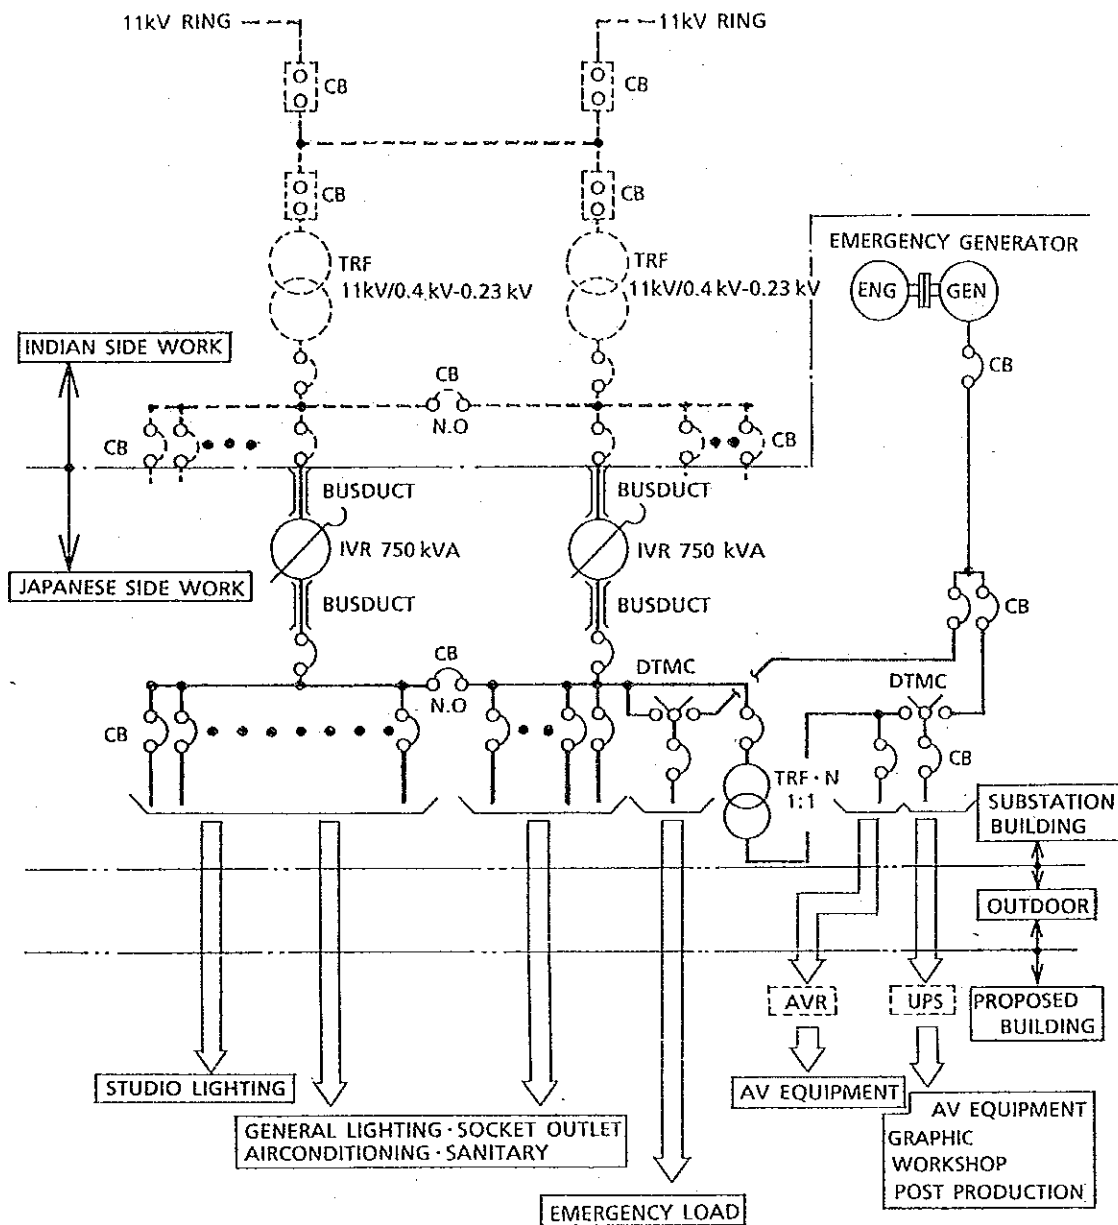 11kV RING
11kV RING
CB
CB
CB
CB
EMERGENCY GENERATOR
TRF
11kV/0.4 kV-0.23 kV
TRF
11kV/0.4 kV-0.23 kV
ENG
GEN
INDIAN SIDE WORK
CB
CB
N.O
CB
CB
BUSDUCT
BUSDUCT
IVR 750 kVA
IVR 750 kVA
JAPANESE SIDE WORK
BUSDUCT
BUSDUCT
CB
CB
DTMC
DTMC
N.O
CB
CB
TRF・N
1:1
SUBSTATION
BUILDING
OUTDOOR
AVR
UPS
PROPOSED
BUILDING
STUDIO LIGHTING
AV EQUIPMENT
AV EQUIPMENT
GRAPHIC
WORKSHOP
POST PRODUCTION
GENERAL LIGHTING・SOCKET OUTLET
AIRCONDITIONING・SANITARY
EMERGENCY LOAD